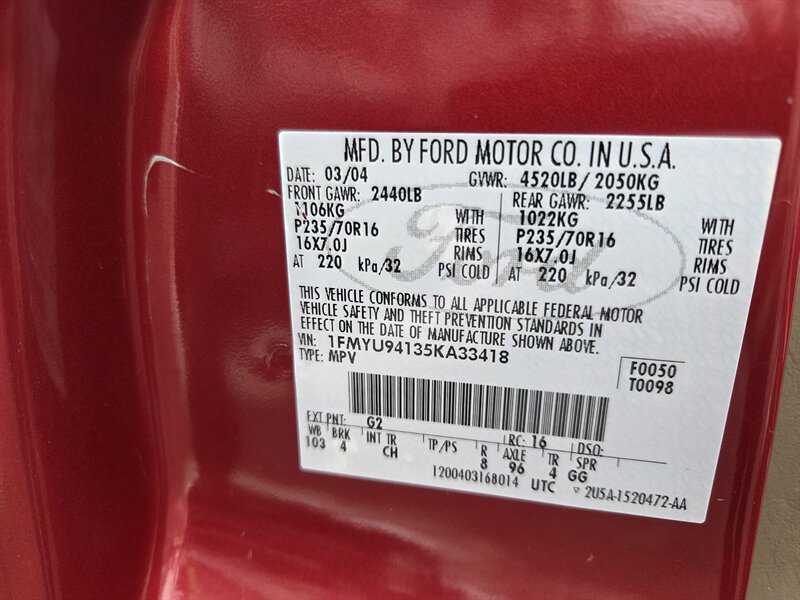 MFD. BY FORD MOTOR CO. IN U.S.A.
DATE: 03/04 GVWR: 4520LB/ 2050KG
FRONT GAWR: 2440LB REAR GAWR: 2255LB
1106KG WITH 1022KG WITH
P235/70R16 TIRES P235/70R16 TIRES
16X7.0J RIMS 16X7.0J RIMS
AT 220 kPa/32 PSI COLD AT 220 kPa/32 PSI COLD
Ford
THIS VEHICLE CONFORMS TO ALL APPLICABLE FEDERAL MOTOR
VEHICLE SAFETY AND THEFT PREVENTION STANDARDS IN
EFFECT ON THE DATE OF MANUFACTURE SHOWN ABOVE.
VIN: 1FMYU94135KA33418
TYPE: MPV
F0050
T0098
EXT PNT: G2 RC: 16 DSO:
WB BRK INT TR TP/PS R AXLE TR SPR
103 4 CH 8 96 4 GG
1200403168014 UTC ▽ 2U5A-1520472-AA